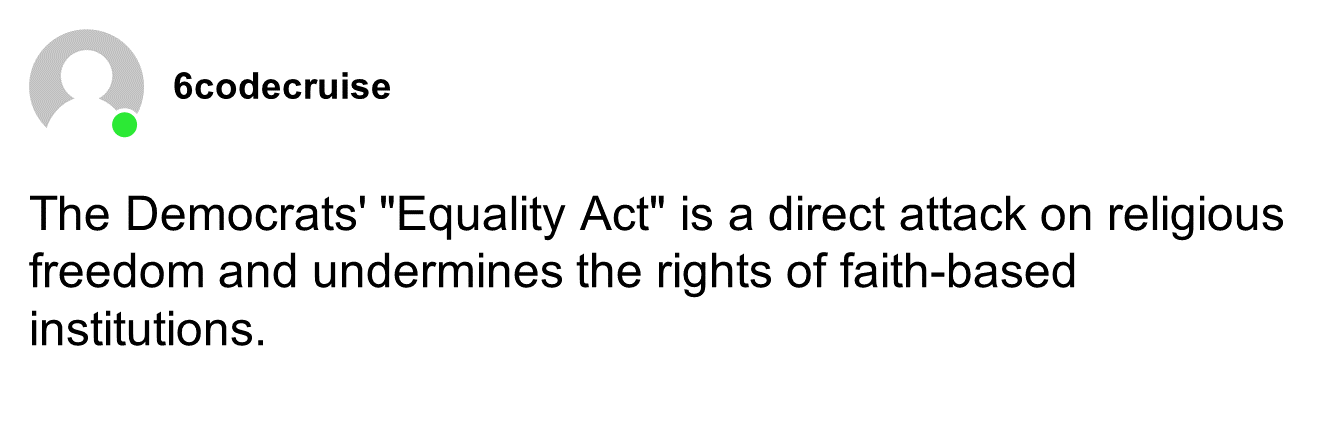 6codecruise
The Democrats' "Equality Act" is a direct attack on religious
freedom and undermines the rights of faith-based
institutions.